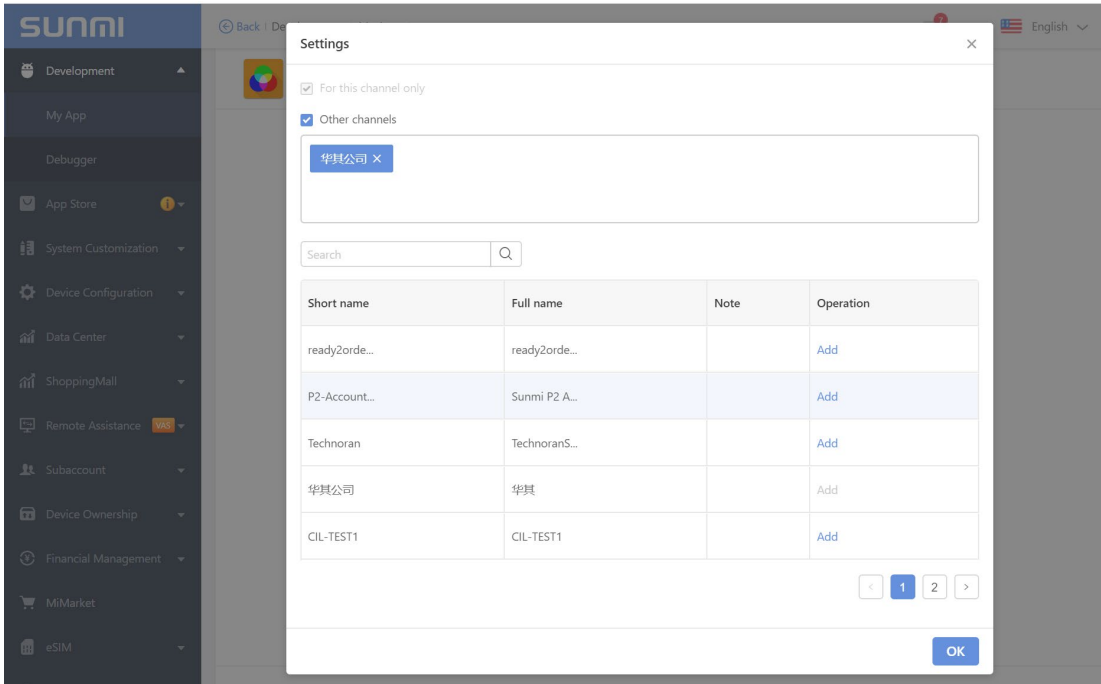 SUNMI
Development
My App
Debugger
App Store
System Customization
Device Configuration
Data Center
ShoppingMall
Remote Assistance VAS
Subaccount
Device Ownership
Financial Management
MiMarket
eSIM
Back | De
2
English
Settings
For this channel only
Other channels
华其公司 ×
Search
Short name Full name Note Operation
ready2orde... ready2orde... Add
P2-Account... Sunmi P2 A... Add
Technoran TechnoranS... Add
华其公司 华其 Add
CIL-TEST1 CIL-TEST1 Add
< 1 2 >
OK